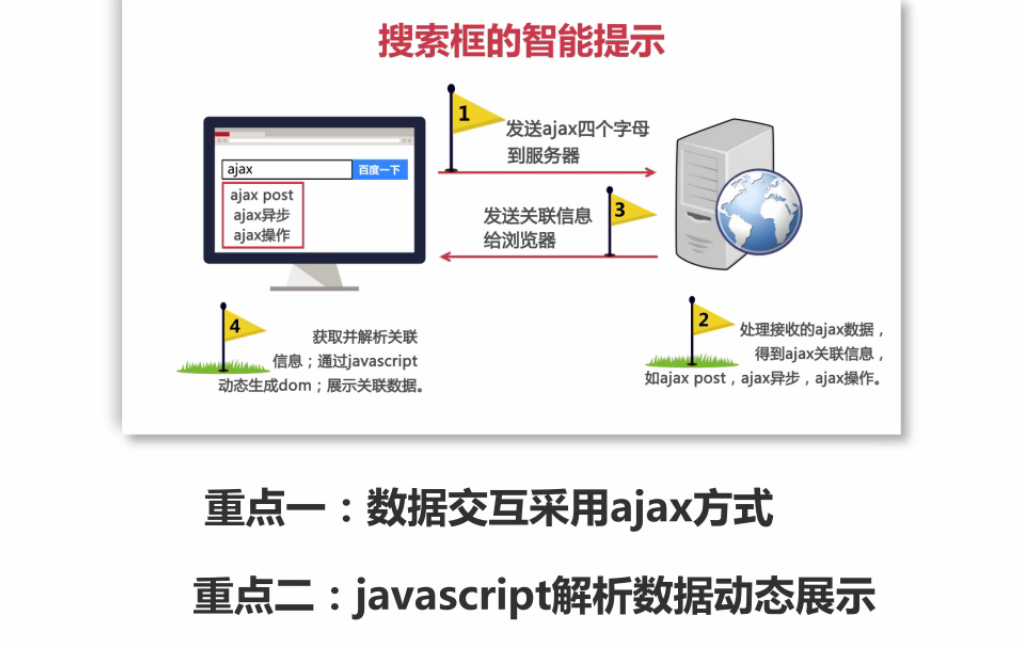 搜索框的智能提示
1
发送ajax四个字母
到服务器
ajax
百度一下
ajax post
ajax异步
ajax操作
3
发送关联信息
给浏览器
4
获取并解析关联
信息；通过javascript
动态生成dom；展示关联数据。
2
处理接收的ajax数据，
得到ajax关联信息，
如ajax post，ajax异步，ajax操作。
重点一：数据交互采用ajax方式
重点二：javascript解析数据动态展示